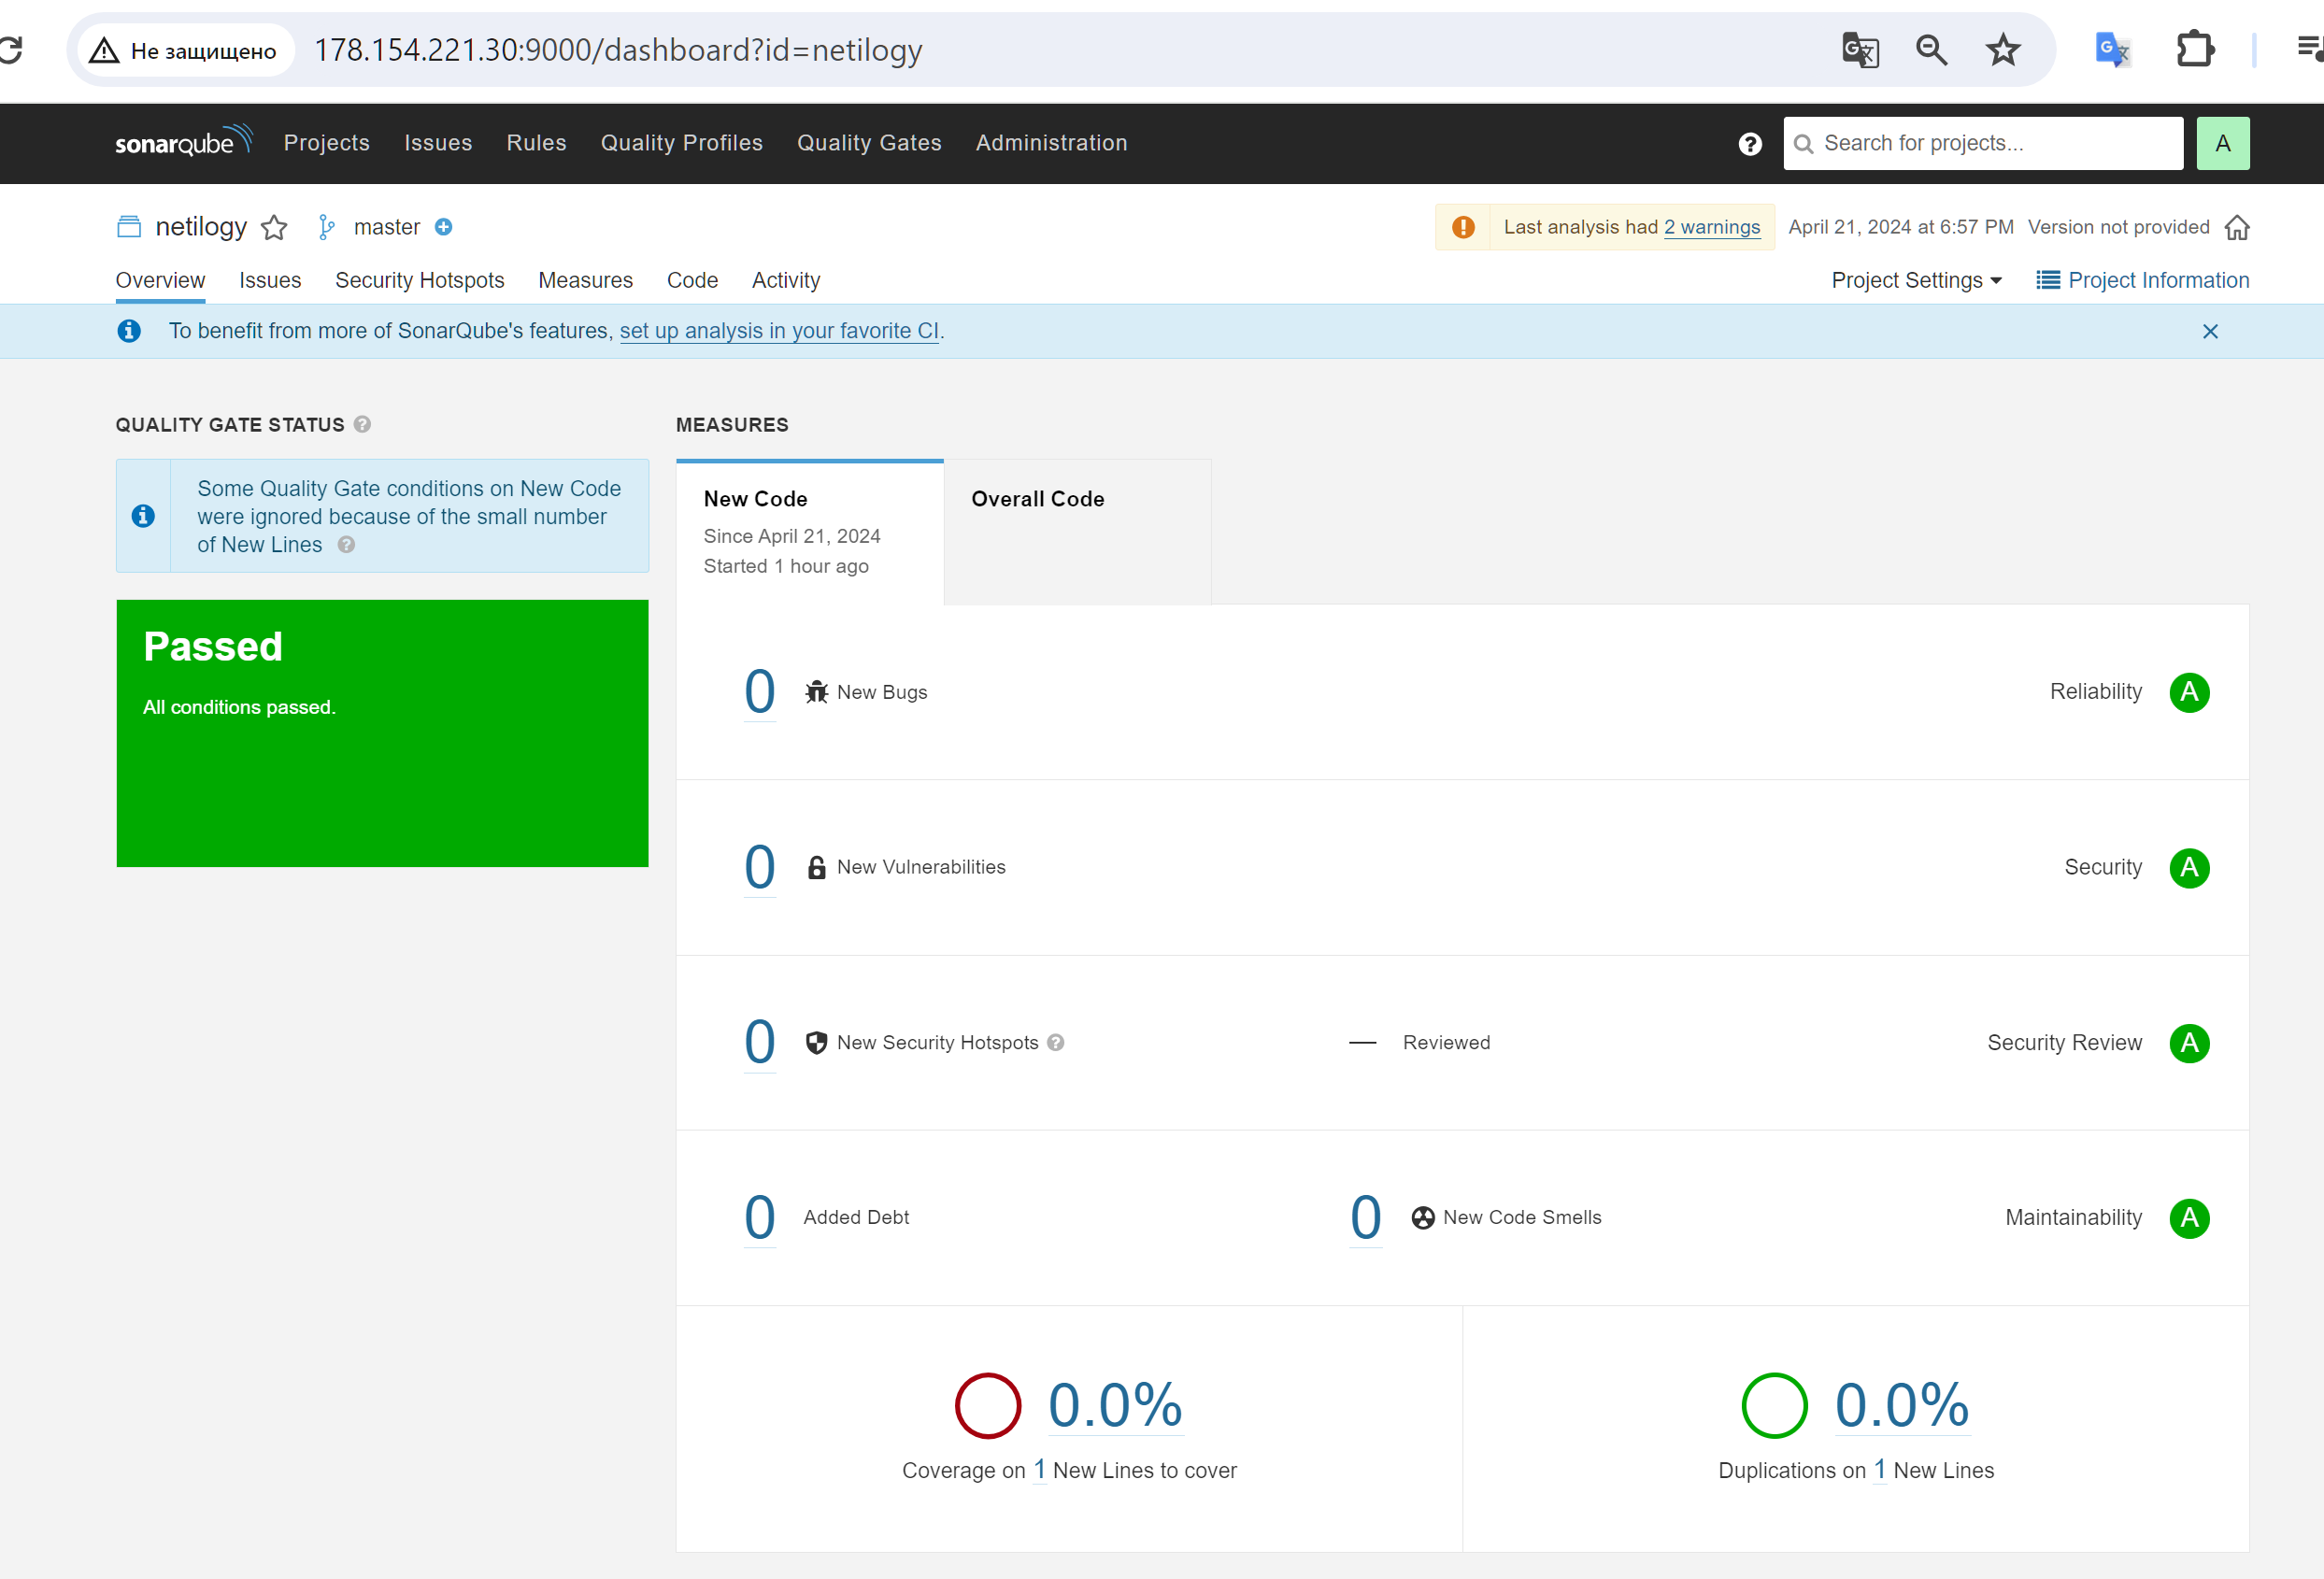 Не защищено
178.154.221.30:9000/dashboard?id=netilogy
sonarqube Projects Issues Rules Quality Profiles Quality Gates Administration ? Search for projects... A
netilogy master Last analysis had 2 warnings April 21, 2024 at 6:57 PM Version not provided
Overview Issues Security Hotspots Measures Code Activity Project Settings Project Information
To benefit from more of SonarQube's features, set up analysis in your favorite CI.
QUALITY GATE STATUS ?
Some Quality Gate conditions on New Code
were ignored because of the small number
of New Lines ?
Passed
All conditions passed.
MEASURES
New Code
Since April 21, 2024
Started 1 hour ago
Overall Code
0 New Bugs Reliability A
0 New Vulnerabilities Security A
0 New Security Hotspots ? — Reviewed Security Review A
0 Added Debt 0 New Code Smells Maintainability A
0.0%
Coverage on 1 New Lines to cover
0.0%
Duplications on 1 New Lines